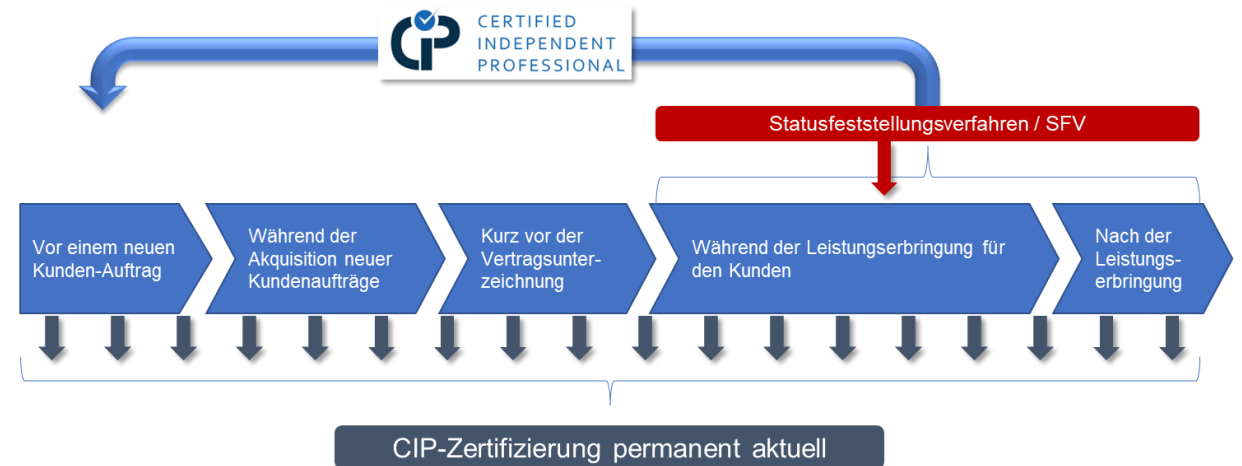 CIP
CERTIFIED
INDEPENDENT
PROFESSIONAL
Statusfeststellungsverfahren / SFV
Vor einem neuen
Kunden-Auftrag
Während der
Akquisition neuer
Kundenaufträge
Kurz vor der
Vertragsunter-
zeichnung
Während der Leistungserbringung für
den Kunden
Nach der
Leistungs-
erbringung
CIP-Zertifizierung permanent aktuell